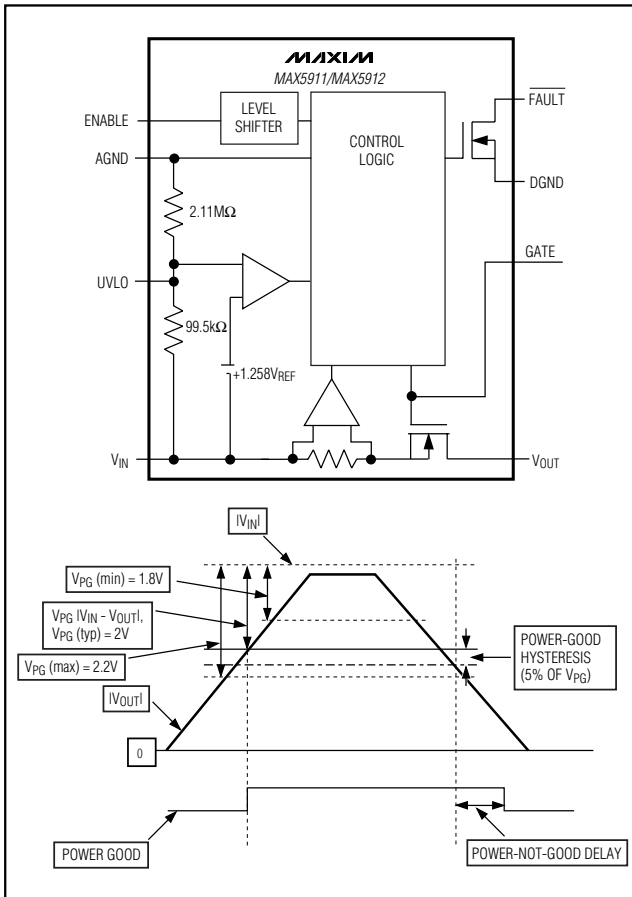 MAXIM
MAX5911/MAX5912
FAULT
LEVEL
SHIFTER
ENABLE
CONTROL
LOGIC
AGND
DGND
2.11MΩ
GATE
UVLO
99.5kΩ
+1.258VREF
VIN
VOUT
|VIN|
VPG (min) = 1.8V
VPG |VIN - VOUT|,
VPG (typ) = 2V
POWER-GOOD
HYSTERESIS
(5% OF VPG)
VPG (max) = 2.2V
|VOUT|
0
POWER GOOD
POWER-NOT-GOOD DELAY